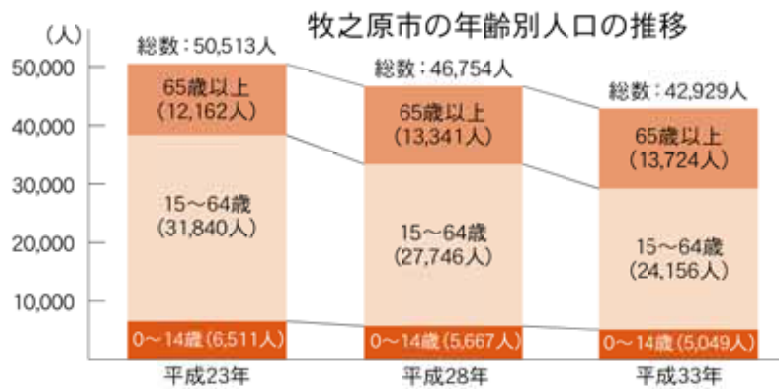 牧之原市の年齢別人口の推移
（人）
50,000
40,000
30,000
20,000
10,000
総数：50,513人
65歳以上
（12,162人）
15～64歳
（31,840人）
0～14歳（6,511人）
平成23年
総数：46,754人
65歳以上
（13,341人）
15～64歳
（27,746人）
0～14歳（5,667人）
平成28年
総数：42,929人
65歳以上
（13,724人）
15～64歳
（24,156人）
0～14歳（5,049人）
平成33年